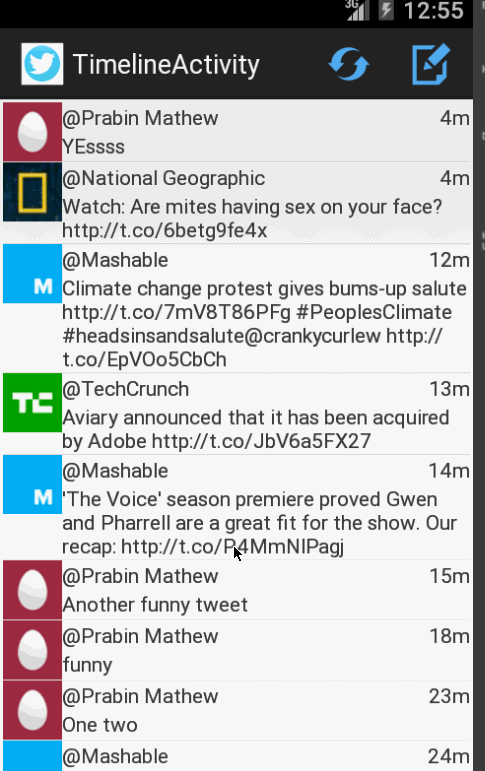 3G 12:55
TimelineActivity
@Prabin Mathew 4m
YEssss
@National Geographic 4m
Watch: Are mites having sex on your face?
http://t.co/6betg9fe4x
@Mashable 12m
Climate change protest gives bums-up salute
http://t.co/7mV8T86PFg #PeoplesClimate
#headsinsandsalute@crankycurlew http://
t.co/EpVOo5CbCh
TC @TechCrunch 13m
Aviary announced that it has been acquired
by Adobe http://t.co/JbV6a5FX27
@Mashable 14m
M
'The Voice' season premiere proved Gwen
and Pharrell are a great fit for the show. Our
recap: http://t.co/P4MmNIPagj
@Prabin Mathew 15m
Another funny tweet
@Prabin Mathew 18m
funny
@Prabin Mathew 23m
One two
@Mashable 24m